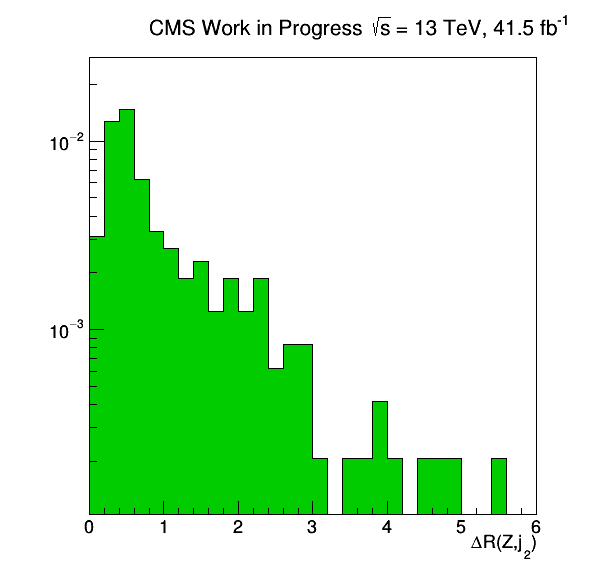 CMS Work in Progress √s = 13 TeV, 41.5 fb⁻¹
10⁻²
10⁻³
0 1 2 3 4 5 6
ΔR(Z,j₂)